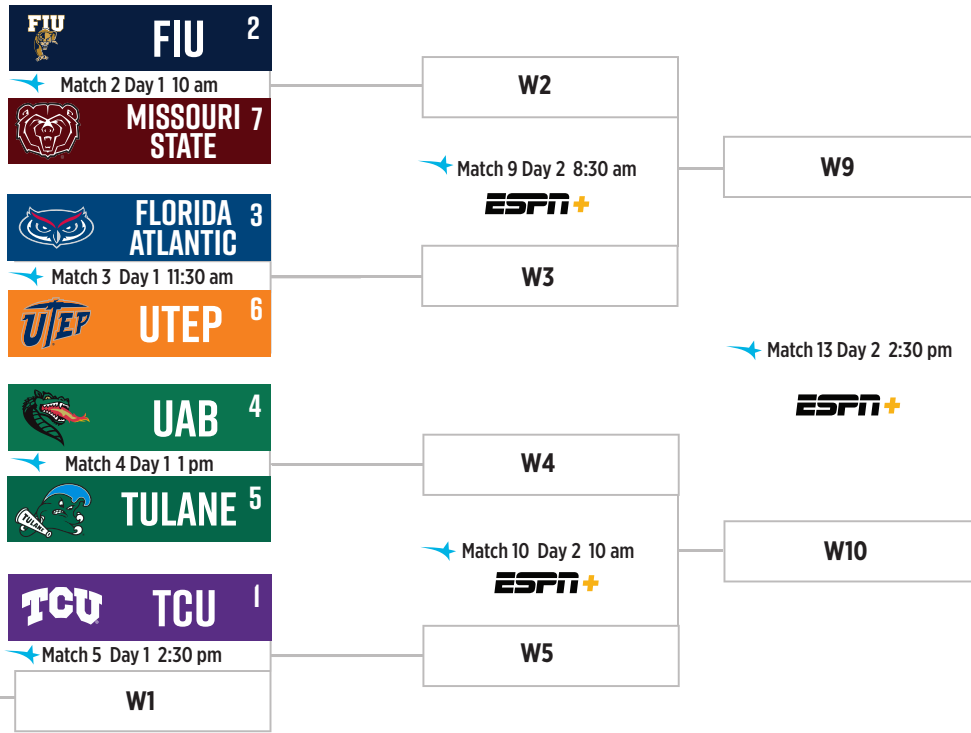 FIU
FIU 2
Match 2 Day 1 10 am
MISSOURI 7
STATE
FLORIDA 3
ATLANTIC
Match 3 Day 1 11:30 am
UTEP
UTEP 6
UAB 4
Match 4 Day 1 1 pm
TULANE
TULANE 5
TCU
TCU 1
Match 5 Day 1 2:30 pm
W1
W2
Match 9 Day 2 8:30 am
ESPN+
W3
W4
Match 10 Day 2 10 am
ESPN+
W5
W9
Match 13 Day 2 2:30 pm
ESPN+
W10